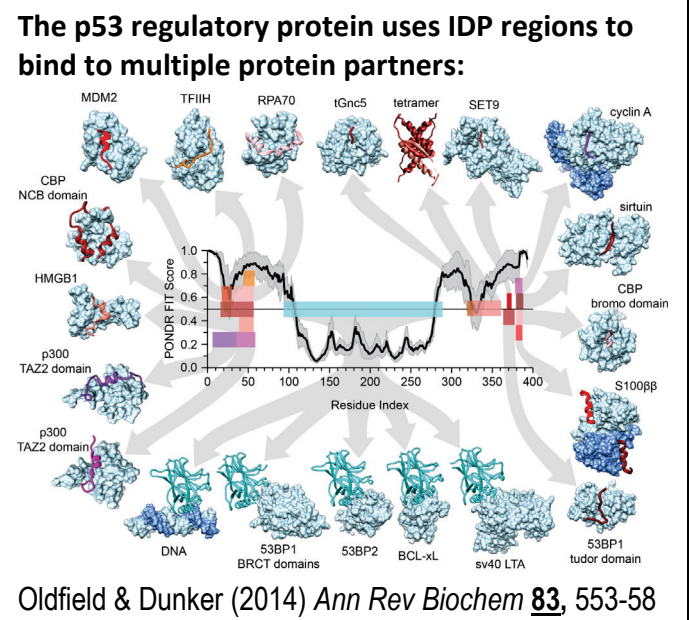 The p53 regulatory protein uses IDP regions to
bind to multiple protein partners:
MDM2
TFIIH
RPA70
tGnc5
tetramer
SET9
cyclin A
CBP
NCB domain
sirtuin
HMGB1
CBP
bromo domain
p300
TAZ2 domain
S100ββ
p300
TAZ2 domain
PONDR FIT Score
1.0
0.8
0.6
0.4
0.2
0.0
0
50
100
150
200
250
300
350
400
Residue Index
DNA
53BP1
BRCT domains
53BP2
BCL-xL
sv40 LTA
53BP1
tudor domain
Oldfield & Dunker (2014) Ann Rev Biochem 83, 553-58